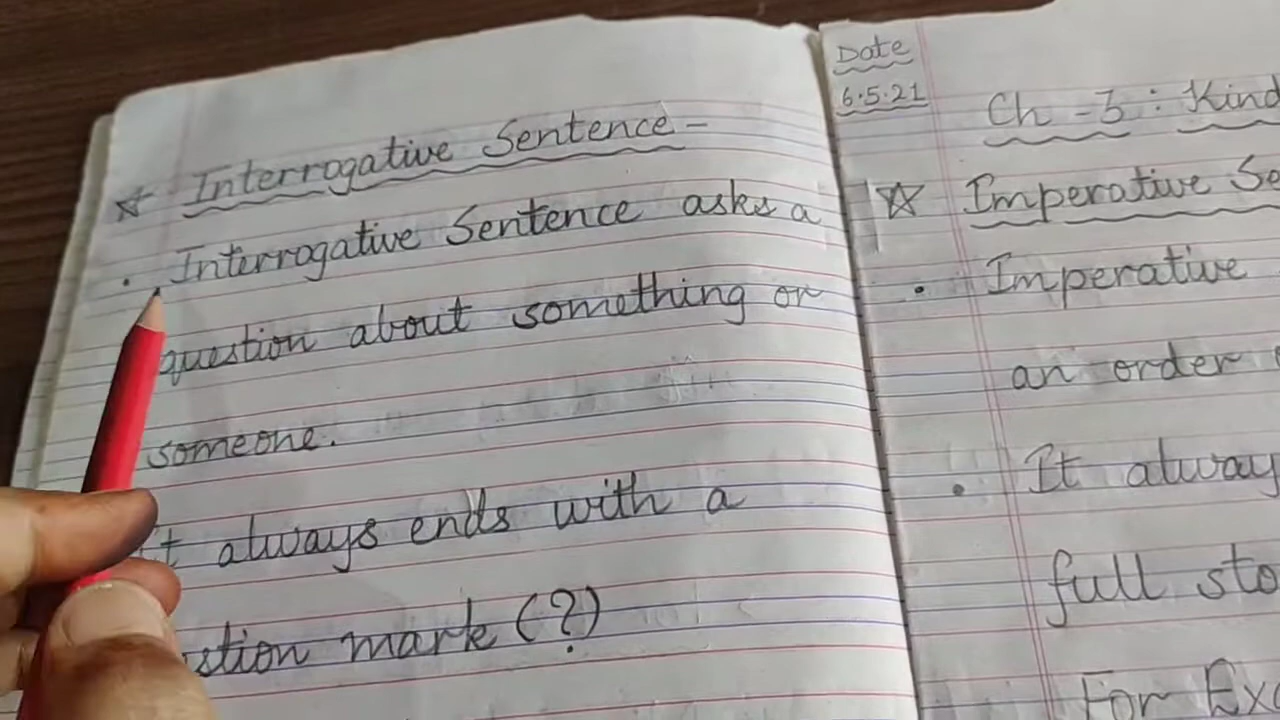 ☆ Interrogative Sentence -
. Interrogative Sentence asks a
question about something or
someone.
always ends with a
mark (?)
Date
6.5.21
Ch - 3 : Kind
☆ Imperative Se
. Imperative
an order
. It always
full sto
For Exa